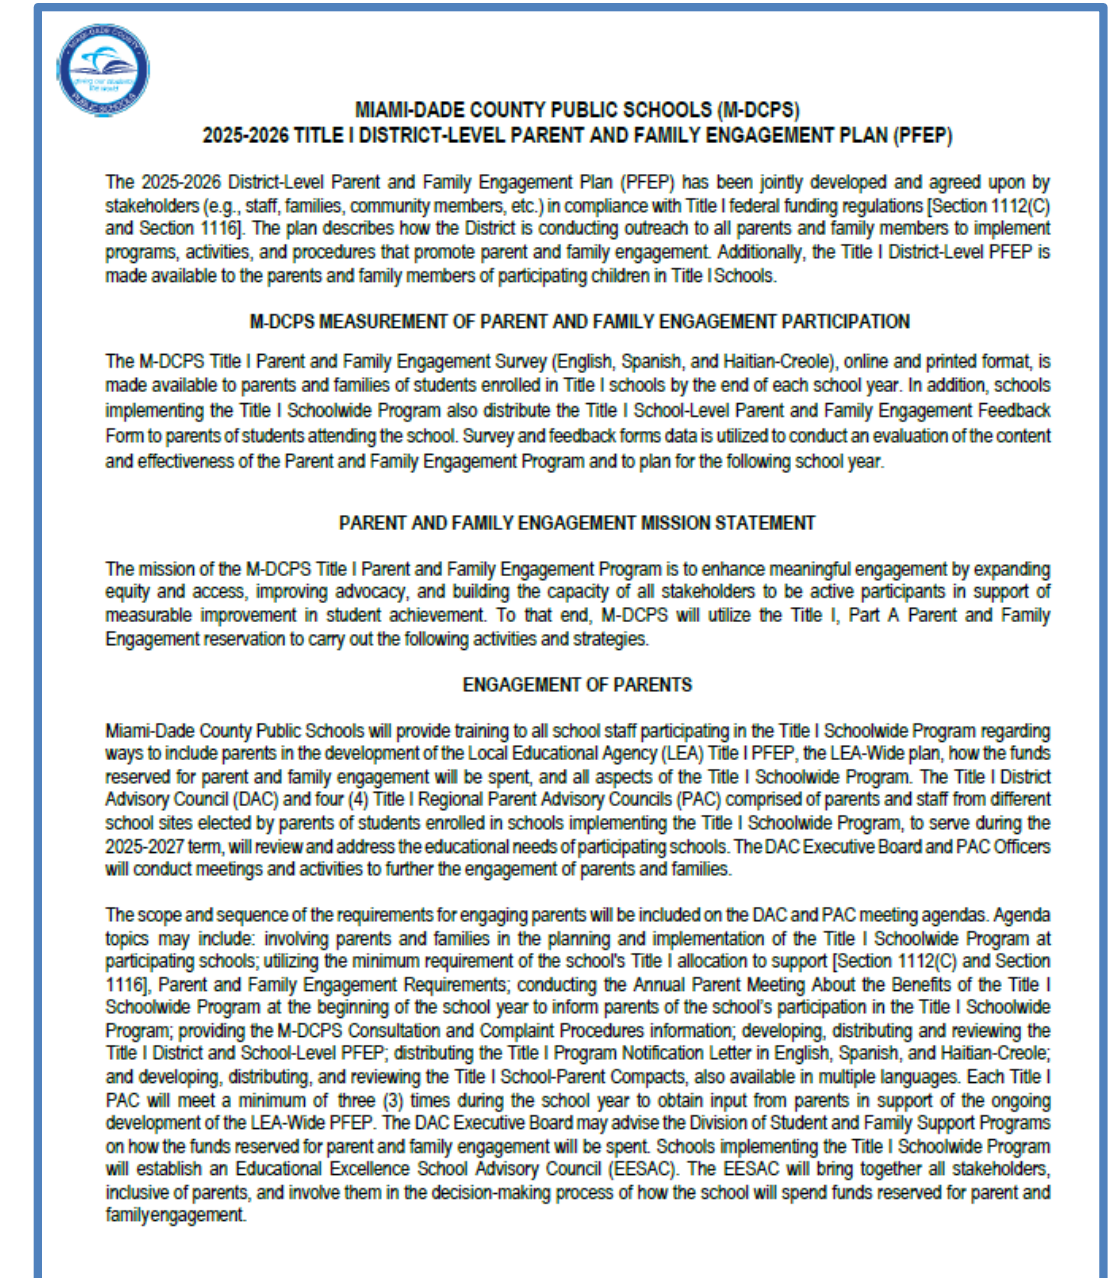 MIAMI-DADE COUNTY
giving our students
the world
PUBLIC SCHOOLS
MIAMI-DADE COUNTY PUBLIC SCHOOLS (M-DCPS)
2025-2026 TITLE I DISTRICT-LEVEL PARENT AND FAMILY ENGAGEMENT PLAN (PFEP)
The 2025-2026 District-Level Parent and Family Engagement Plan (PFEP) has been jointly developed and agreed upon by
stakeholders (e.g., staff, families, community members, etc.) in compliance with Title I federal funding regulations [Section 1112(C)
and Section 1116]. The plan describes how the District is conducting outreach to all parents and family members to implement
programs, activities, and procedures that promote parent and family engagement. Additionally, the Title I District-Level PFEP is
made available to the parents and family members of participating children in Title I Schools.
M-DCPS MEASUREMENT OF PARENT AND FAMILY ENGAGEMENT PARTICIPATION
The M-DCPS Title I Parent and Family Engagement Survey (English, Spanish, and Haitian-Creole), online and printed format, is
made available to parents and families of students enrolled in Title I schools by the end of each school year. In addition, schools
implementing the Title I Schoolwide Program also distribute the Title I School-Level Parent and Family Engagement Feedback
Form to parents of students attending the school. Survey and feedback forms data is utilized to conduct an evaluation of the content
and effectiveness of the Parent and Family Engagement Program and to plan for the following school year.
PARENT AND FAMILY ENGAGEMENT MISSION STATEMENT
The mission of the M-DCPS Title I Parent and Family Engagement Program is to enhance meaningful engagement by expanding
equity and access, improving advocacy, and building the capacity of all stakeholders to be active participants in support of
measurable improvement in student achievement. To that end, M-DCPS will utilize the Title I, Part A Parent and Family
Engagement reservation to carry out the following activities and strategies.
ENGAGEMENT OF PARENTS
Miami-Dade County Public Schools will provide training to all school staff participating in the Title I Schoolwide Program regarding
ways to include parents in the development of the Local Educational Agency (LEA) Title I PFEP, the LEA-Wide plan, how the funds
reserved for parent and family engagement will be spent, and all aspects of the Title I Schoolwide Program. The Title I District
Advisory Council (DAC) and four (4) Title I Regional Parent Advisory Councils (PAC) comprised of parents and staff from different
school sites elected by parents of students enrolled in schools implementing the Title I Schoolwide Program, to serve during the
2025-2027 term, will review and address the educational needs of participating schools. The DAC Executive Board and PAC Officers
will conduct meetings and activities to further the engagement of parents and families.
The scope and sequence of the requirements for engaging parents will be included on the DAC and PAC meeting agendas. Agenda
topics may include: involving parents and families in the planning and implementation of the Title I Schoolwide Program at
participating schools; utilizing the minimum requirement of the school's Title I allocation to support [Section 1112(C) and Section
1116], Parent and Family Engagement Requirements; conducting the Annual Parent Meeting About the Benefits of the Title I
Schoolwide Program at the beginning of the school year to inform parents of the school's participation in the Title I Schoolwide
Program; providing the M-DCPS Consultation and Complaint Procedures information; developing, distributing and reviewing the
Title I District and School-Level PFEP; distributing the Title I Program Notification Letter in English, Spanish, and Haitian-Creole;
and developing, distributing, and reviewing the Title I School-Parent Compacts, also available in multiple languages. Each Title I
PAC will meet a minimum of three (3) times during the school year to obtain input from parents in support of the ongoing
development of the LEA-Wide PFEP. The DAC Executive Board may advise the Division of Student and Family Support Programs
on how the funds reserved for parent and family engagement will be spent. Schools implementing the Title I Schoolwide Program
will establish an Educational Excellence School Advisory Council (EESAC). The EESAC will bring together all stakeholders,
inclusive of parents, and involve them in the decision-making process of how the school will spend funds reserved for parent and
familyengagement.